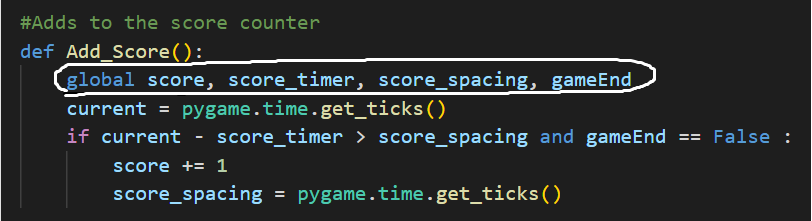 #Adds to the score counter
def Add_Score():
global score, score_timer, score_spacing, gameEnd
current = pygame.time.get_ticks()
if current - score_timer > score_spacing and gameEnd == False :
score += 1
score_spacing = pygame.time.get_ticks()